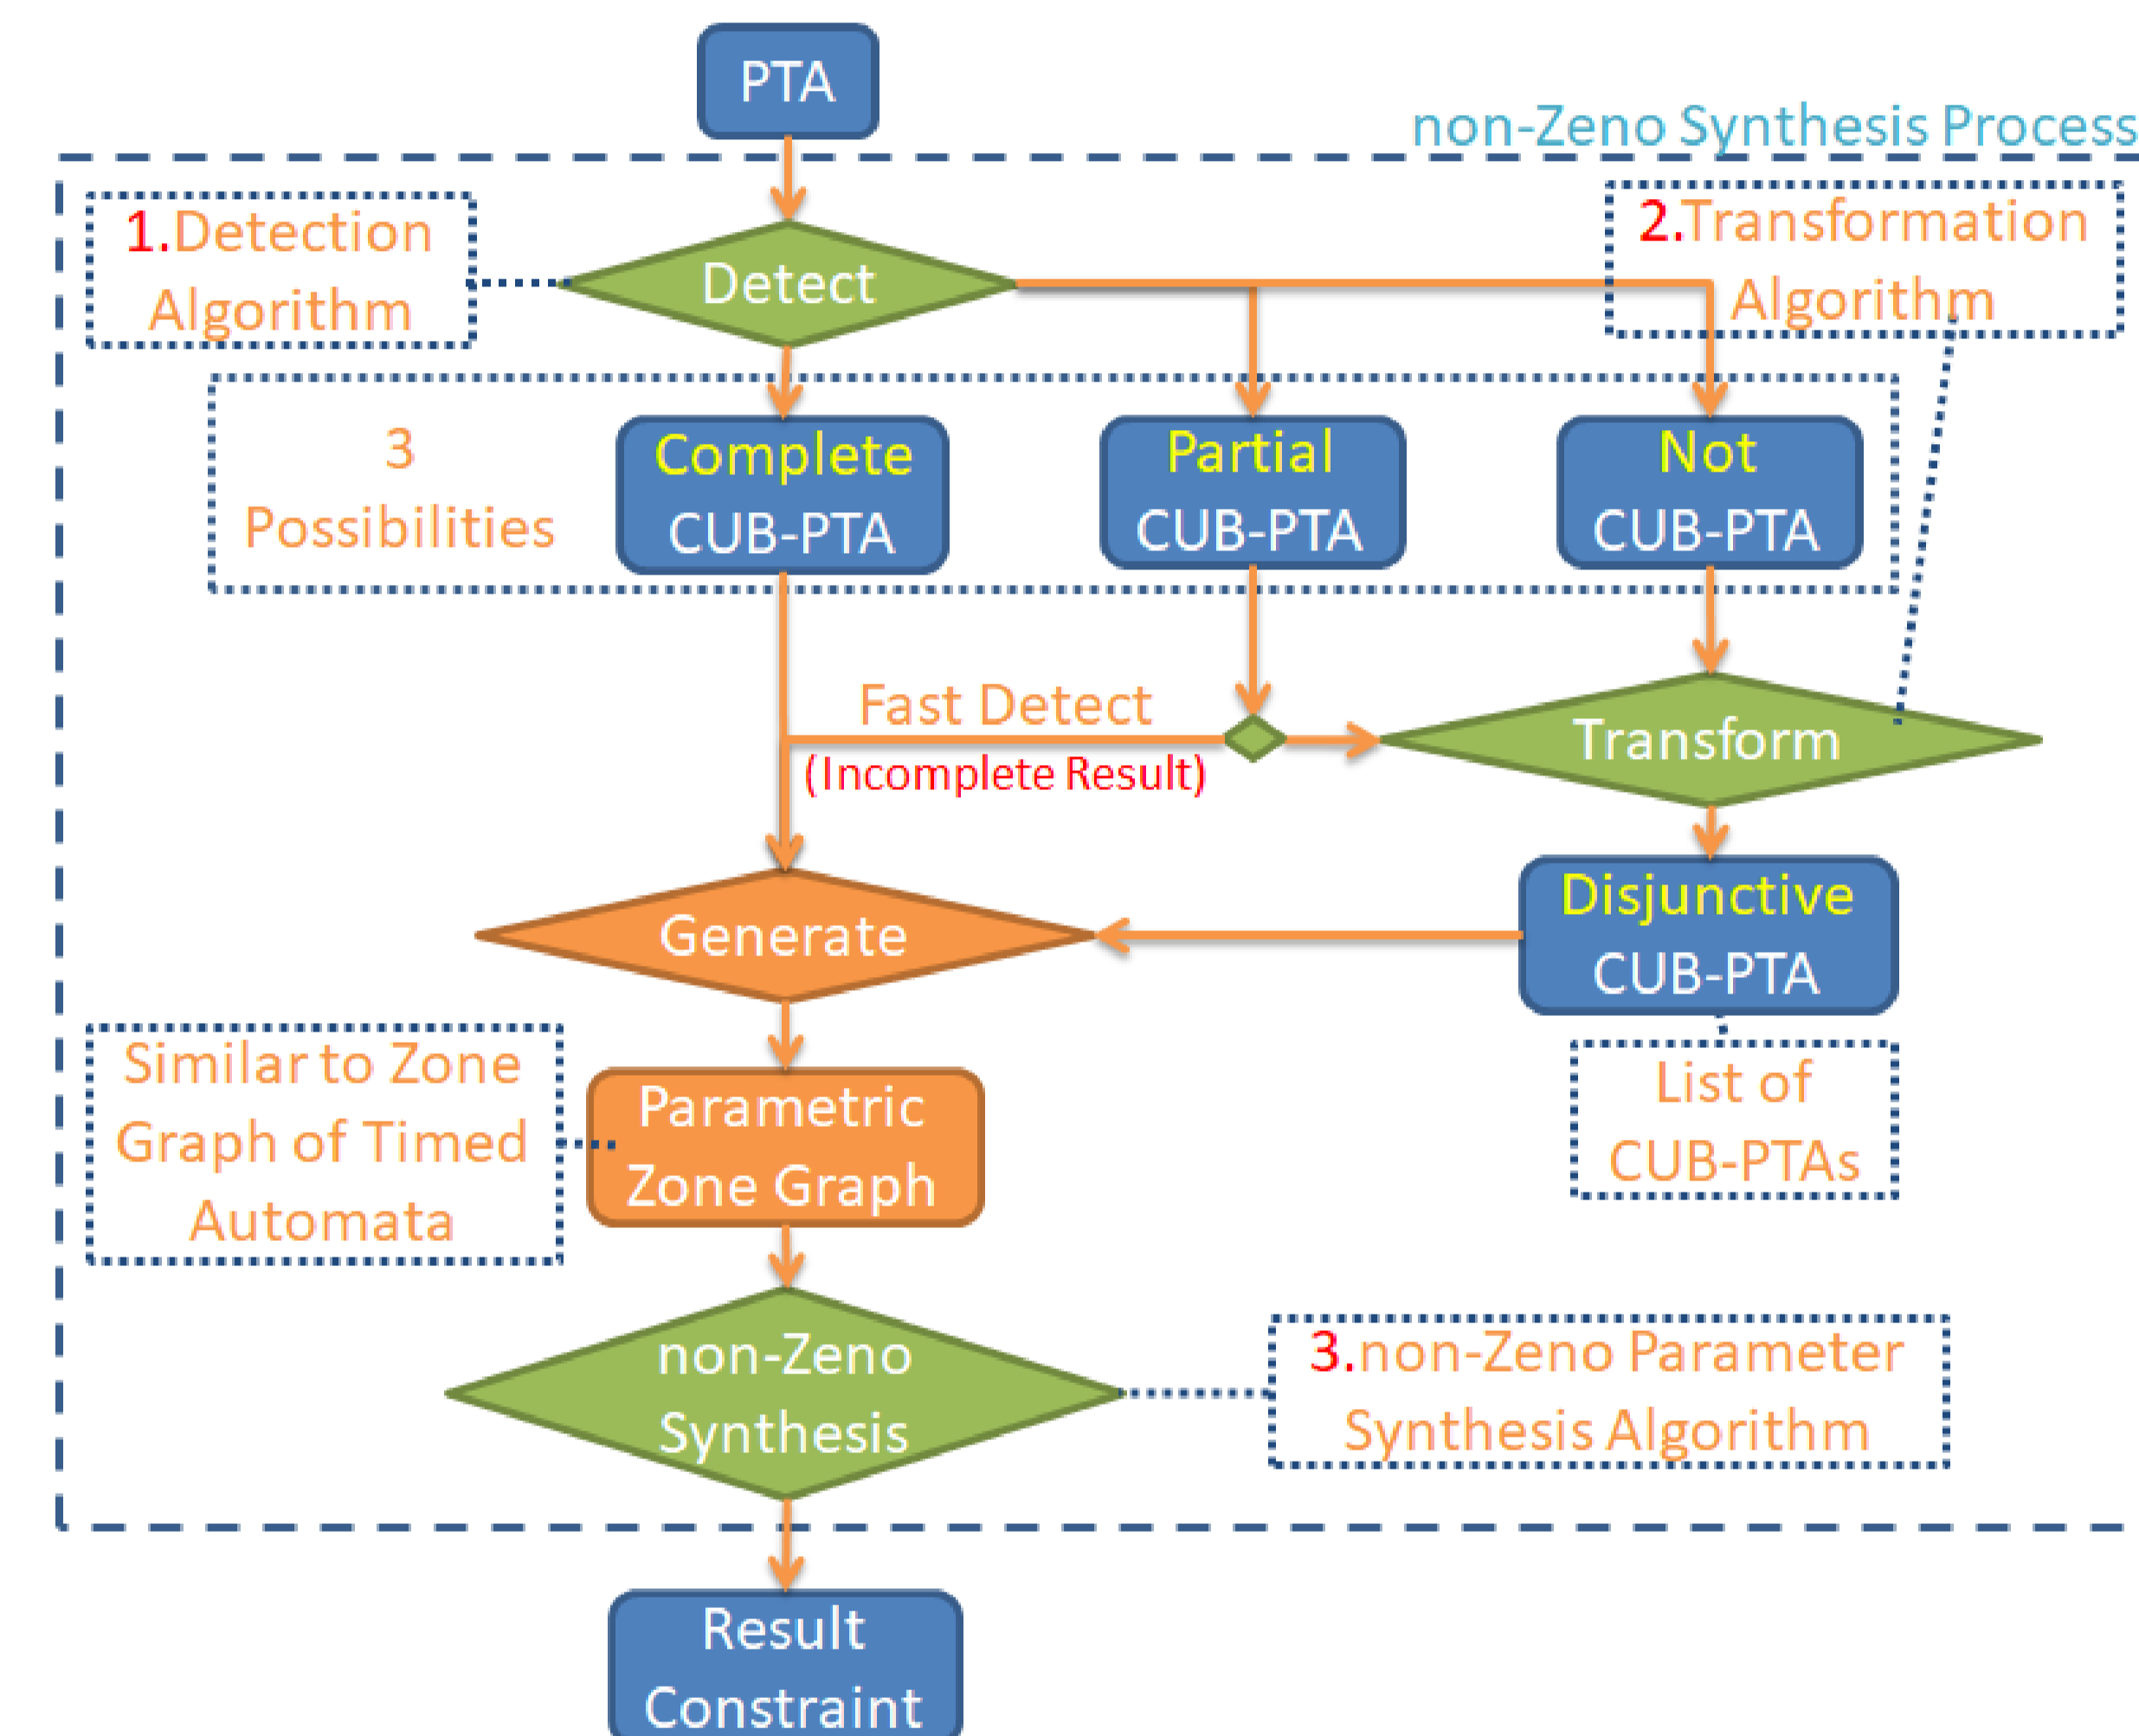 PTA
non-Zeno Synthesis Process
1.Detection
Algorithm
Detect
2.Transformation
Algorithm
3
Possibilities
Complete
CUB-PTA
Partial
CUB-PTA
Not
CUB-PTA
Fast Detect
(Incomplete Result)
Transform
Generate
Disjunctive
CUB-PTA
Similar to Zone
Graph of Timed
Automata
Parametric
Zone Graph
List of
CUB-PTAs
non-Zeno
Synthesis
3.non-Zeno Parameter
Synthesis Algorithm
Result
Constraint